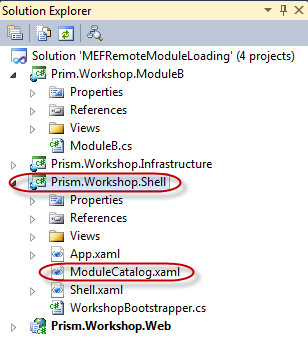 Solution Explorer
Solution 'MEFRemoteModuleLoading' (4 projects)
Prim.Workshop.ModuleB
Properties
References
Views
ModuleB.cs
Prism.Workshop.Infrastructure
Prism.Workshop.Shell
Properties
References
Views
App.xaml
ModuleCatalog.xaml
Shell.xaml
WorkshopBootstrapper.cs
Prism.Workshop.Web